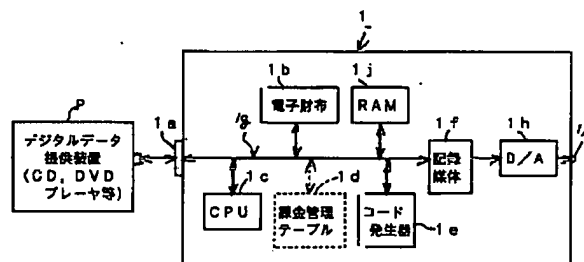 1
P
デジタルデータ
提供装置
(CD, DVD
プレーヤ等)
1a
1g
1b
電子財布
1j
RAM
1c
CPU
1d
課金管理
テーブル
コード
発生器
1e
1f
記録
媒体
1h
D/A